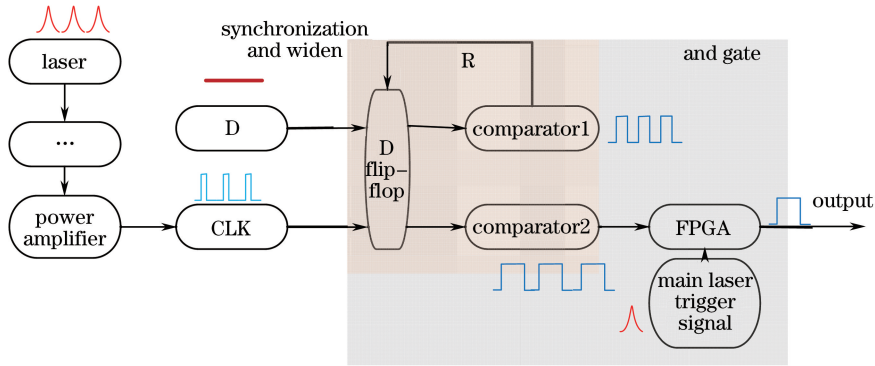 synchronization
and widen
and gate
laser
R
D
comparator1
...
D
flip-
flop
power
amplifier
CLK
comparator2
FPGA
output
main laser
trigger
signal